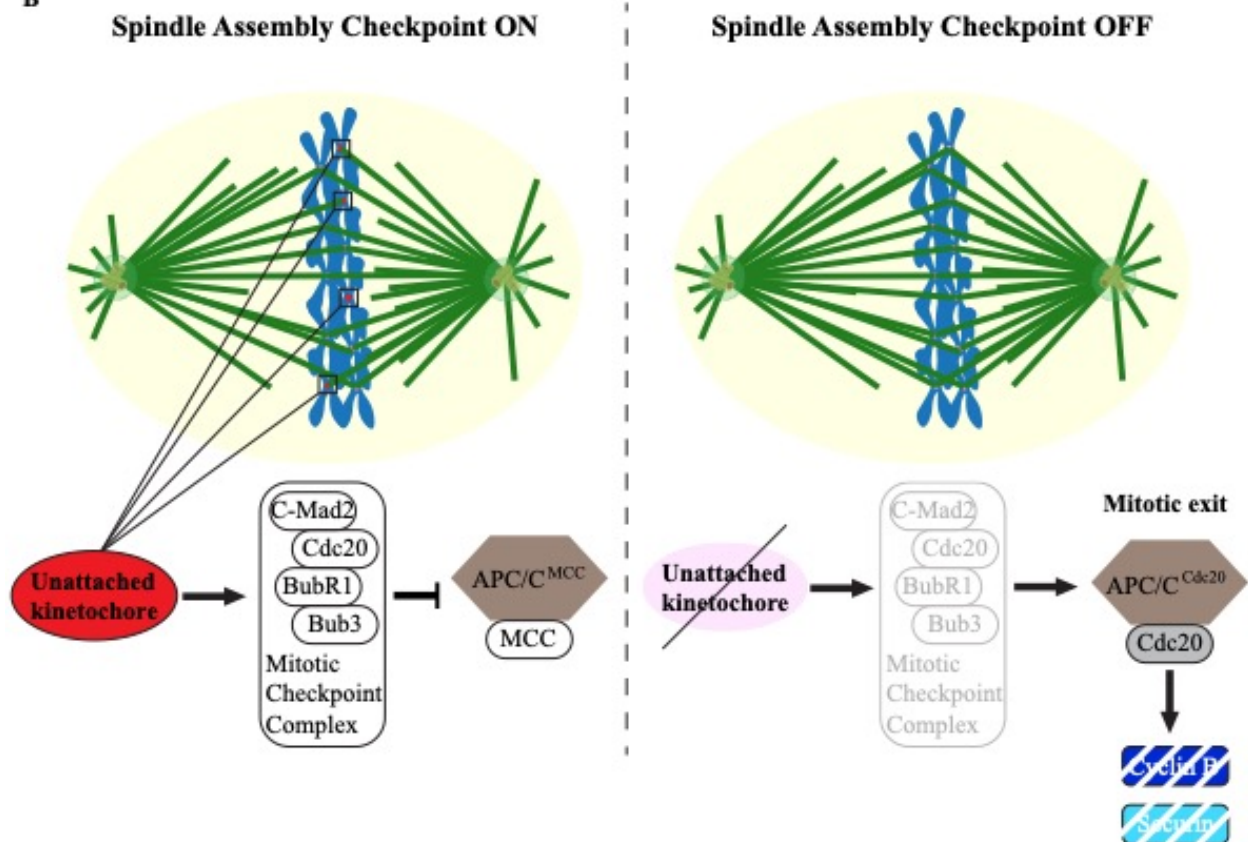 B
Spindle Assembly Checkpoint ON
Unattached
kinetochore
C-Mad2
Cdc20
BubR1
Bub3
Mitotic
Checkpoint
Complex
APC/C^MCC
MCC
Spindle Assembly Checkpoint OFF
Unattached
kinetochore
C-Mad2
Cdc20
BubR1
Bub3
Mitotic
Checkpoint
Complex
Mitotic exit
APC/C^Cdc20
Cdc20
Cyclin B
Securin